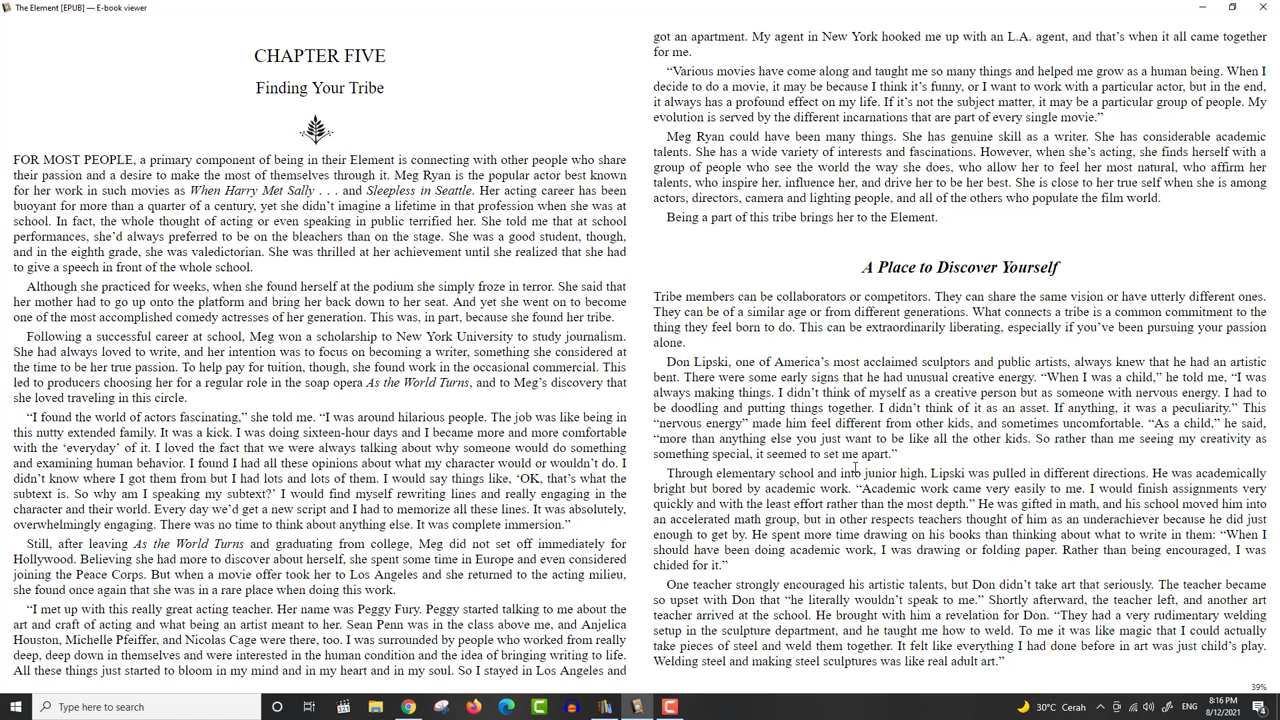 The Element [EPUB] — E-book viewer
CHAPTER FIVE
Finding Your Tribe
FOR MOST PEOPLE, a primary component of being in their Element is connecting with other people who share
their passion and a desire to make the most of themselves through it. Meg Ryan is the popular actor best known
for her work in such movies as When Harry Met Sally . . . and Sleepless in Seattle. Her acting career has been
buoyant for more than a quarter of a century, yet she didn’t imagine a lifetime in that profession when she was at
school. In fact, the whole thought of acting or even speaking in public terrified her. She told me that at school
performances, she’d always preferred to be on the bleachers than on the stage. She was a good student, though,
and in the eighth grade, she was valedictorian. She was thrilled at her achievement until she realized that she had
to give a speech in front of the whole school.
Although she practiced for weeks, when she found herself at the podium she simply froze in terror. She said that
her mother had to go up onto the platform and bring her back down to her seat. And yet she went on to become
one of the most accomplished comedy actresses of her generation. This was, in part, because she found her tribe.
Following a successful career at school, Meg won a scholarship to New York University to study journalism.
She had always loved to write, and her intention was to focus on becoming a writer, something she considered at
the time to be her true passion. To help pay for tuition, though, she found work in the occasional commercial. This
led to producers choosing her for a regular role in the soap opera As the World Turns, and to Meg’s discovery that
she loved traveling in this circle.
“I found the world of actors fascinating,” she told me. “I was around hilarious people. The job was like being in
this nutty extended family. It was a kick. I was doing sixteen-hour days and I became more and more comfortable
with the ‘everyday’ of it. I loved the fact that we were always talking about why someone would do something
and examining human behavior. I found I had all these opinions about what my character would or wouldn’t do. I
didn’t know where I got them from but I had lots and lots of them. I would say things like, ‘OK, that’s what the
subtext is. So why am I speaking my subtext?’ I would find myself rewriting lines and really engaging in the
character and their world. Every day we’d get a new script and I had to memorize all these lines. It was absolutely,
overwhelmingly engaging. There was no time to think about anything else. It was complete immersion.”
Still, after leaving As the World Turns and graduating from college, Meg did not set off immediately for
Hollywood. Believing she had more to discover about herself, she spent some time in Europe and even considered
joining the Peace Corps. But when a movie offer took her to Los Angeles and she returned to the acting milieu,
she found once again that she was in a rare place when doing this work.
“I met up with this really great acting teacher. Her name was Peggy Fury. Peggy started talking to me about the
art and craft of acting and what being an artist meant to her. Sean Penn was in the class above me, and Anjelica
Houston, Michelle Pfeiffer, and Nicolas Cage were there, too. I was surrounded by people who worked from really
deep, deep down in themselves and were interested in the human condition and the idea of bringing writing to life.
All these things just started to bloom in my mind and in my heart and in my soul. So I stayed in Los Angeles and
got an apartment. My agent in New York hooked me up with an L.A. agent, and that’s when it all came together
for me.
“Various movies have come along and taught me so many things and helped me grow as a human being. When I
decide to do a movie, it may be because I think it’s funny, or I want to work with a particular actor, but in the end,
it always has a profound effect on my life. If it’s not the subject matter, it may be a particular group of people. My
evolution is served by the different incarnations that are part of every single movie.”
Meg Ryan could have been many things. She has genuine skill as a writer. She has considerable academic
talents. She has a wide variety of interests and fascinations. However, when she’s acting, she finds herself with a
group of people who see the world the way she does, who allow her to feel her most natural, who affirm her
talents, who inspire her, influence her, and drive her to be her best. She is close to her true self when she is among
actors, directors, camera and lighting people, and all of the others who populate the film world.
Being a part of this tribe brings her to the Element.
A Place to Discover Yourself
Tribe members can be collaborators or competitors. They can share the same vision or have utterly different ones.
They can be of a similar age or from different generations. What connects a tribe is a common commitment to the
thing they feel born to do. This can be extraordinarily liberating, especially if you’ve been pursuing your passion
alone.
Don Lipski, one of America’s most acclaimed sculptors and public artists, always knew that he had an artistic
bent. There were some early signs that he had unusual creative energy. “When I was a child,” he told me, “I was
always making things. I didn’t think of myself as a creative person but as someone with nervous energy. I had to
be doodling and putting things together. I didn’t think of it as an asset. If anything, it was a peculiarity.” This
“nervous energy” made him feel different from other kids, and sometimes uncomfortable. “As a child,” he said,
“more than anything else you just want to be like all the other kids. So rather than me seeing my creativity as
something special, it seemed to set me apart.”
Through elementary school and into junior high, Lipski was pulled in different directions. He was academically
bright but bored by academic work. “Academic work came very easily to me. I would finish assignments very
quickly and with the least effort rather than the most depth.” He was gifted in math, and his school moved him into
an accelerated math group, but in other respects teachers thought of him as an underachiever because he did just
enough to get by. He spent more time drawing on his books than thinking about what to write in them: “When I
should have been doing academic work, I was drawing or folding paper. Rather than being encouraged, I was
chided for it.”
One teacher strongly encouraged his artistic talents, but Don didn’t take art that seriously. The teacher became
so upset with Don that “he literally wouldn’t speak to me.” Shortly afterward, the teacher left, and another art
teacher arrived at the school. He brought with him a revelation for Don. “They had a very rudimentary welding
setup in the sculpture department, and he taught me how to weld. To me it was like magic that I could actually
take pieces of steel and weld them together. It felt like everything I had done before in art was just child’s play.
Welding steel and making steel sculptures was like real adult art.”
39%
Type here to search
30°C Cerah
ENG
8:16 PM
8/12/2021
4